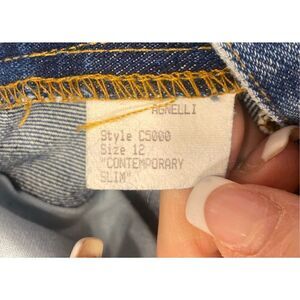 AGNELLI
Style C5000
Size 12
"CONTEMPORARY
SLIM"